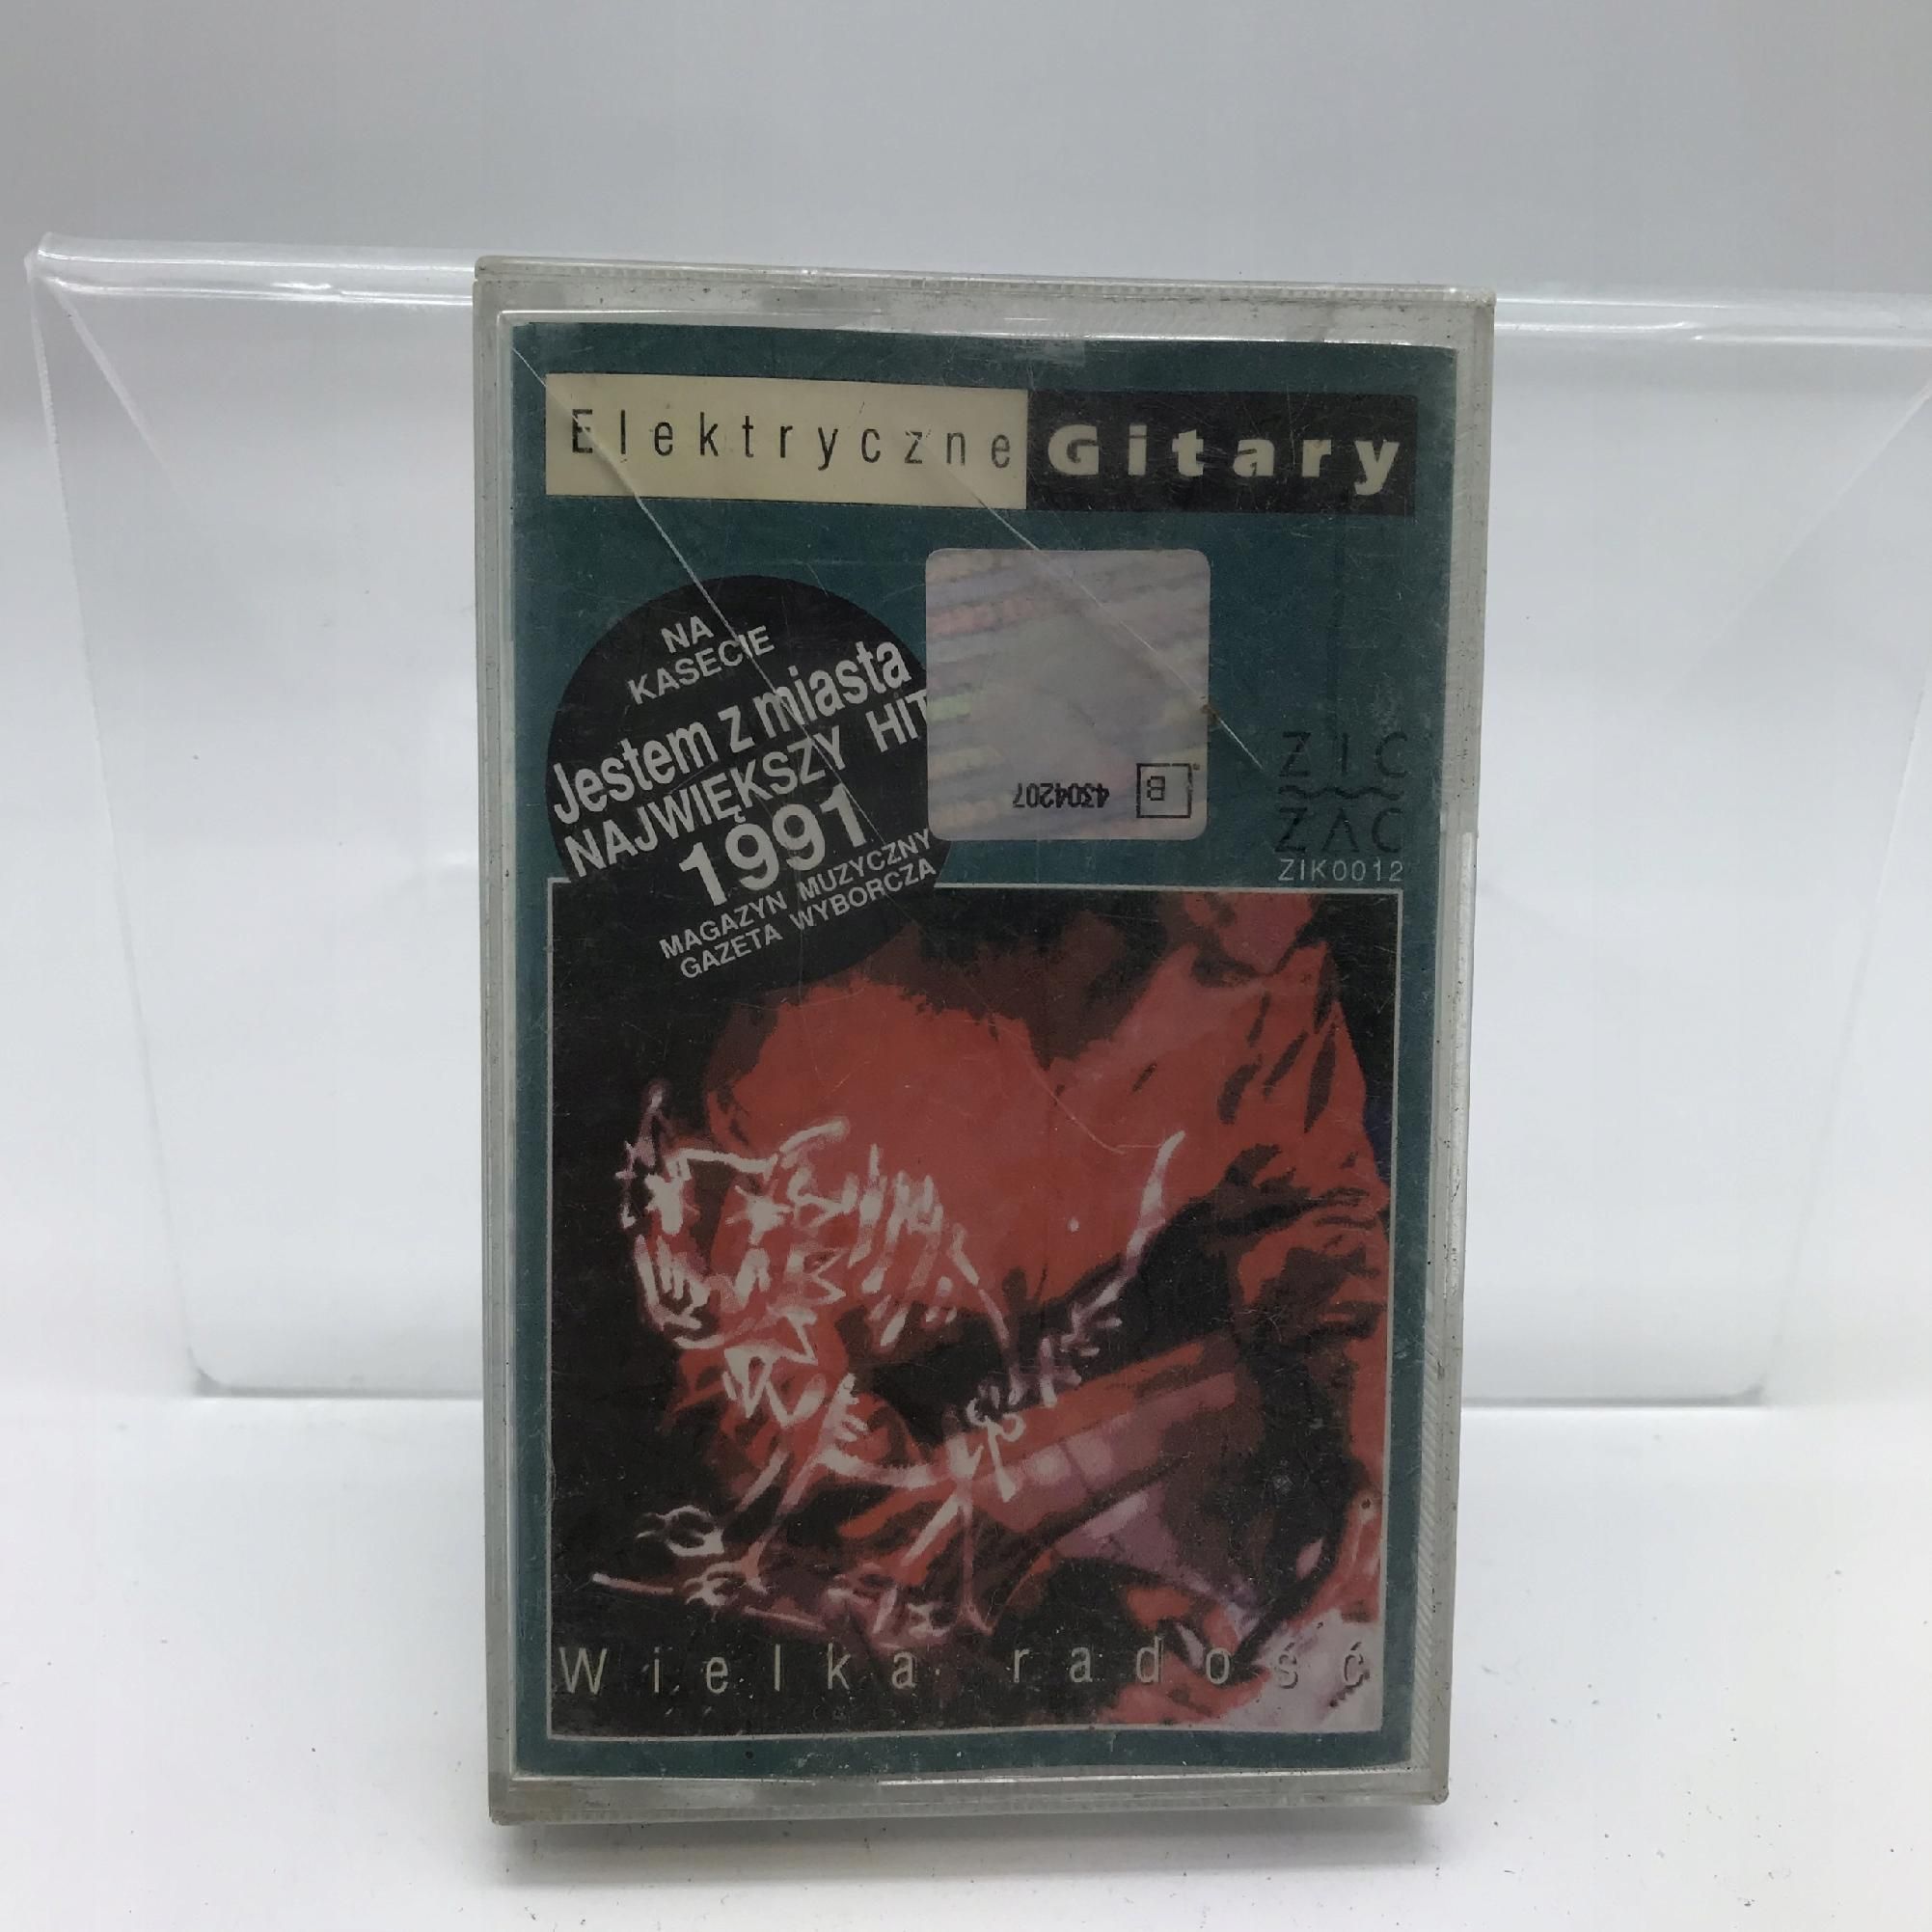 Elektryczne Gitary
NA
KASECIE
Jestem z miasta
NAJWIĘKSZY HIT
1991
MAGAZYN MUZYCZNY
GAZETA WYBORCZA
B 4304207
ZIC
ZAC
ZIK0012
Wielka radość